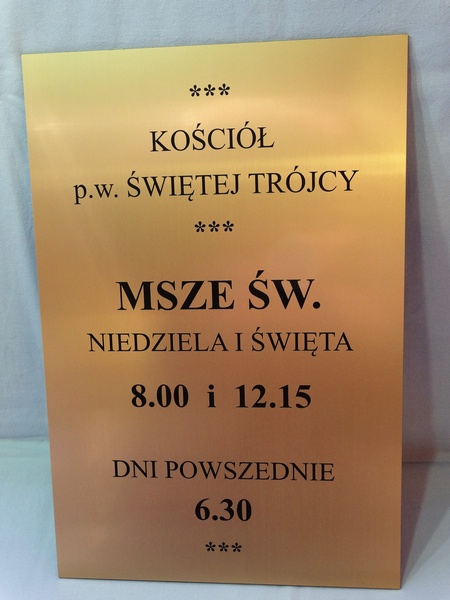 ***
KOŚCIÓŁ
p.w. ŚWIĘTEJ TRÓJCY
***
MSZE ŚW.
NIEDZIELA I ŚWIĘTA
8.00 i 12.15
DNI POWSZEDNIE
6.30
***